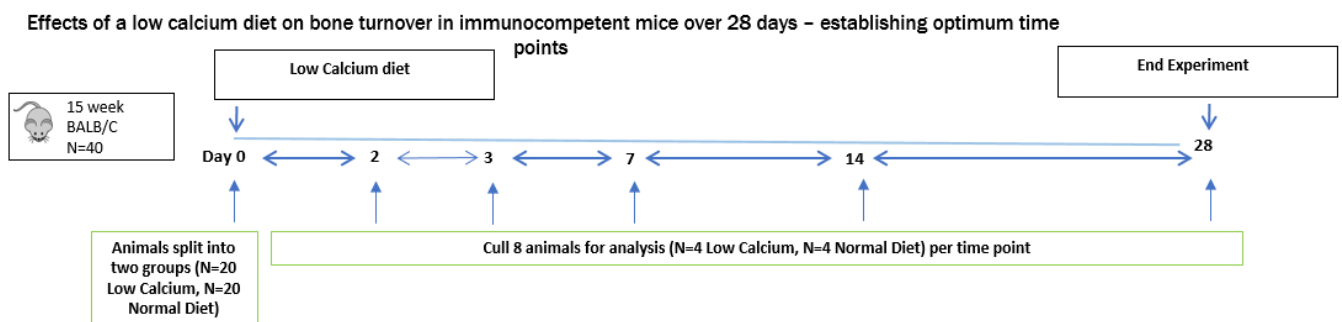 Effects of a low calcium diet on bone turnover in immunocompetent mice over 28 days – establishing optimum time
points
Low Calcium diet
End Experiment
15 week
BALB/C
N=40
Day 0
2
3
7
14
28
Animals split into
two groups (N=20
Low Calcium, N=20
Normal Diet)
Cull 8 animals for analysis (N=4 Low Calcium, N=4 Normal Diet) per time point